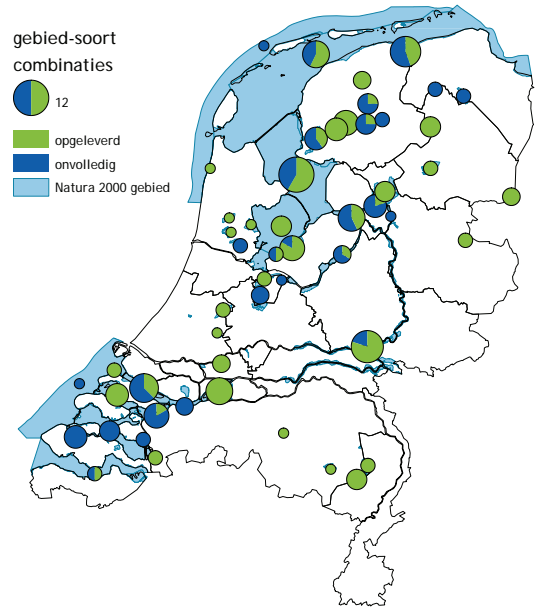 gebied-soort
combinaties
12
opgeleverd
onvolledig
Natura 2000 gebied